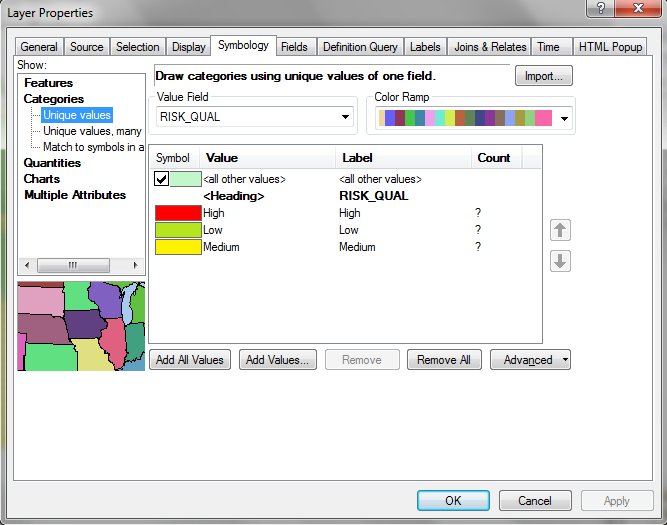 Layer Properties
General Source Selection Display Symbology Fields Definition Query Labels Joins & Relates Time HTML Popup
Show:
Features
Categories
Unique values
Unique values, many
Match to symbols in a
Quantities
Charts
Multiple Attributes
Draw categories using unique values of one field.
Import...
Value Field
RISK_QUAL
Color Ramp
Symbol Value Label Count
<all other values> <all other values>
<Heading> RISK_QUAL
High High ?
Low Low ?
Medium Medium ?
Add All Values Add Values... Remove Remove All Advanced
OK Cancel Apply